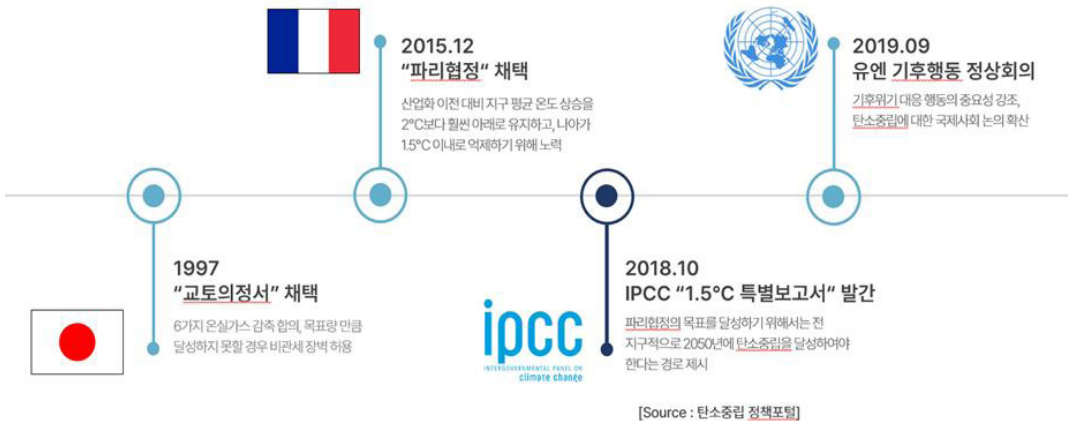 2015.12
“파리협정“ 채택
산업화 이전 대비 지구 평균 온도 상승을
2°C보다 훨씬 아래로 유지하고, 나아가
1.5°C 이내로 억제하기 위해 노력
2019.09
유엔 기후행동 정상회의
기후위기 대응 행동의 중요성 강조,
탄소중립에 대한 국제사회 논의 확산
1997
“교토의정서” 채택
6가지 온실가스 감축 합의, 목표량 만큼
달성하지 못할 경우 비관세 장벽 허용
ipcc
INTERGOVERNMENTAL PANEL ON
climate change
2018.10
IPCC “1.5°C 특별보고서“ 발간
파리협정의 목표를 달성하기 위해서는 전
지구적으로 2050년에 탄소중립을 달성하여야
한다는 경로 제시
[Source : 탄소중립 정책포털]